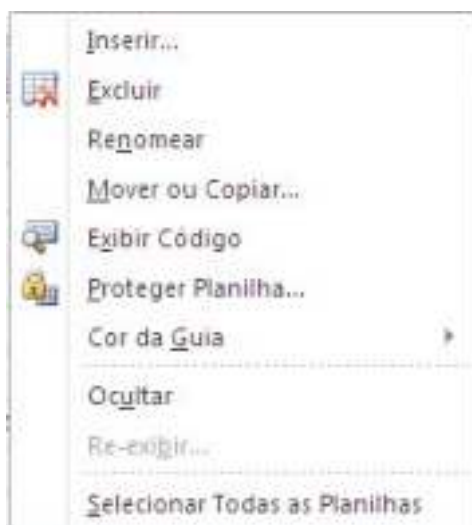 Inserir...
Excluir
Renomear
Mover ou Copiar...
Exibir Código
Proteger Planilha...
Cor da Guia
Ocultar
Re-exibir...
Selecionar Todas as Planilhas